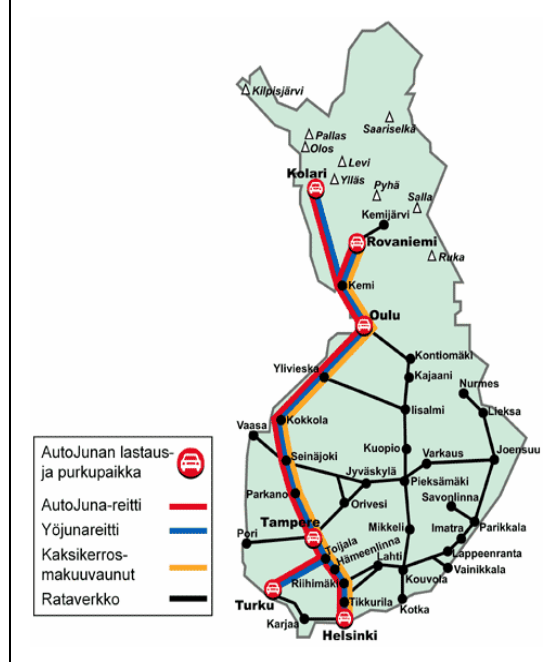 Kilpisjärvi
Saariselkä
Pallas
Olos
Levi
Kolari
Ylläs
Pyhä
Salla
Kemijärvi
Rovaniemi
Ruka
Kemi
Oulu
Kontiomäki
Ylivieska
Kajaani
Nurmes
Iisalmi
Lieksa
Kokkola
Vaasa
Seinäjoki
Kuopio
Varkaus
Joensuu
Jyväskylä
Pieksämäki
Parkano
Orivesi
Savonlinna
Tampere
Mikkeli
Imatra
Parikkala
Pori
Toijala
Hämeenlinna
Lahti
Lappeenranta
Riihimäki
Kouvola
Vainikkala
Turku
Tikkurila
Kotka
Karjaa
Helsinki
AutoJunan lastaus-
ja purkupaikka
AutoJuna-reitti
Yöjunareitti
Kaksikerros-
makuuvaunut
Rataverkko